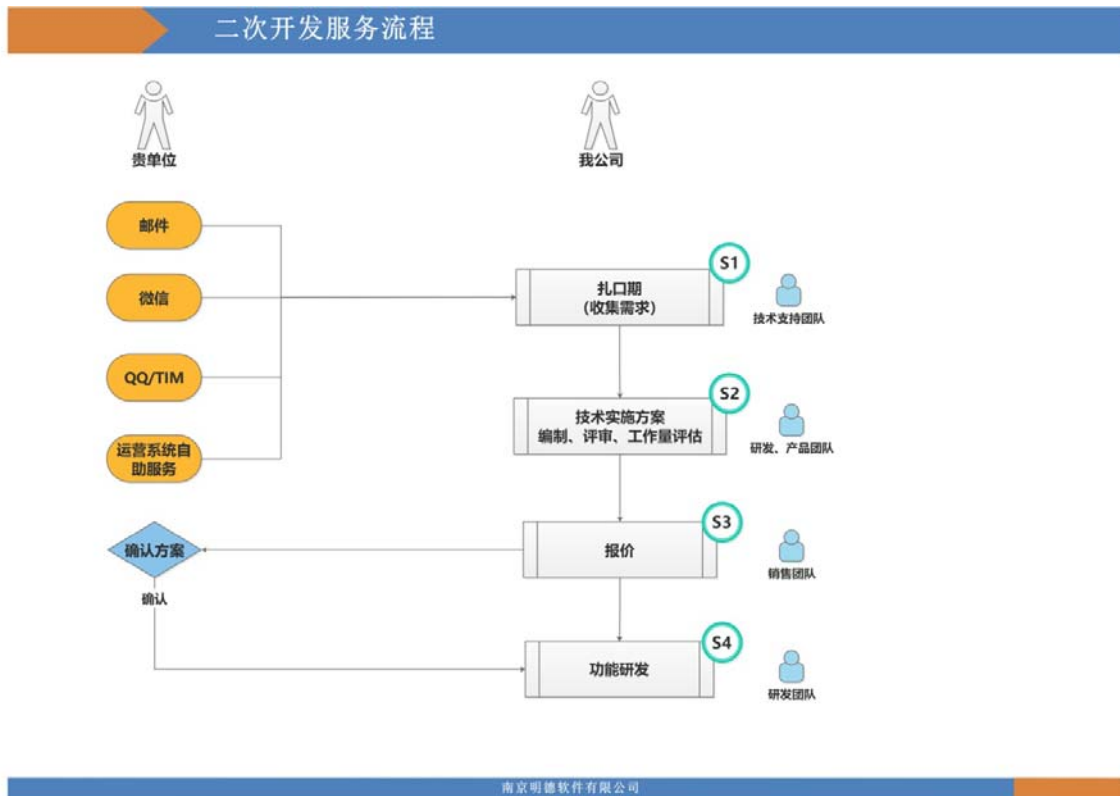 二次开发服务流程
贵单位
我公司
邮件
微信
QQ/TIM
运营系统自
助服务
S1
扎口期
（收集需求）
技术支持团队
S2
技术实施方案
编制、评审、工作量评估
研发、产品团队
S3
确认方案
报价
销售团队
确认
S4
功能研发
研发团队
南京明德软件有限公司